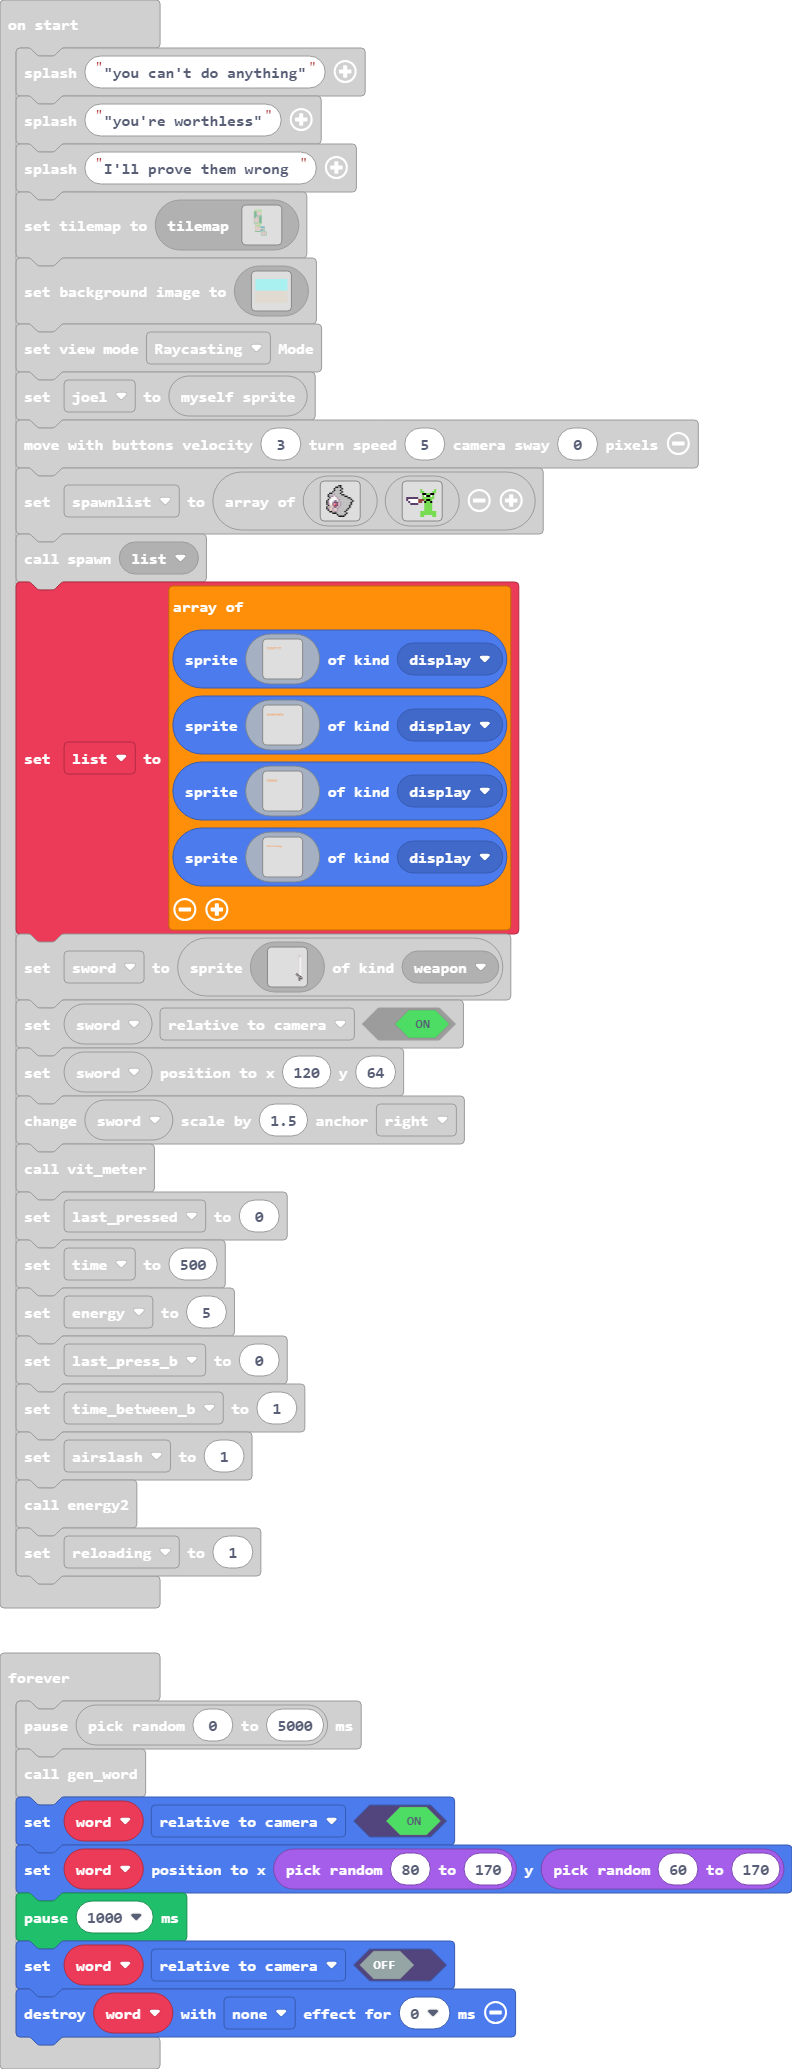 on start
splash ""you can't do anything""
splash ""you're worthless""
splash "I'll prove them wrong "
set tilemap to tilemap
set background image to
set view mode Raycasting Mode
set joel to myself sprite
move with buttons velocity 3 turn speed 5 camera sway 0 pixels
set spawnlist to array of
call spawn list
array of
sprite of kind display
sprite of kind display
set list to
sprite of kind display
sprite of kind display
set sword to sprite of kind weapon
set sword relative to camera ON
set sword position to x 120 y 64
change sword scale by 1.5 anchor right
call vit_meter
set last_pressed to 0
set time to 500
set energy to 5
set last_press_b to 0
set time_between_b to 1
set airslash to 1
call energy2
set reloading to 1
forever
pause pick random 0 to 5000 ms
call gen_word
set word relative to camera ON
set word position to x pick random 80 to 170 y pick random 60 to 170
pause 1000 ms
set word relative to camera OFF
destroy word with none effect for 0 ms